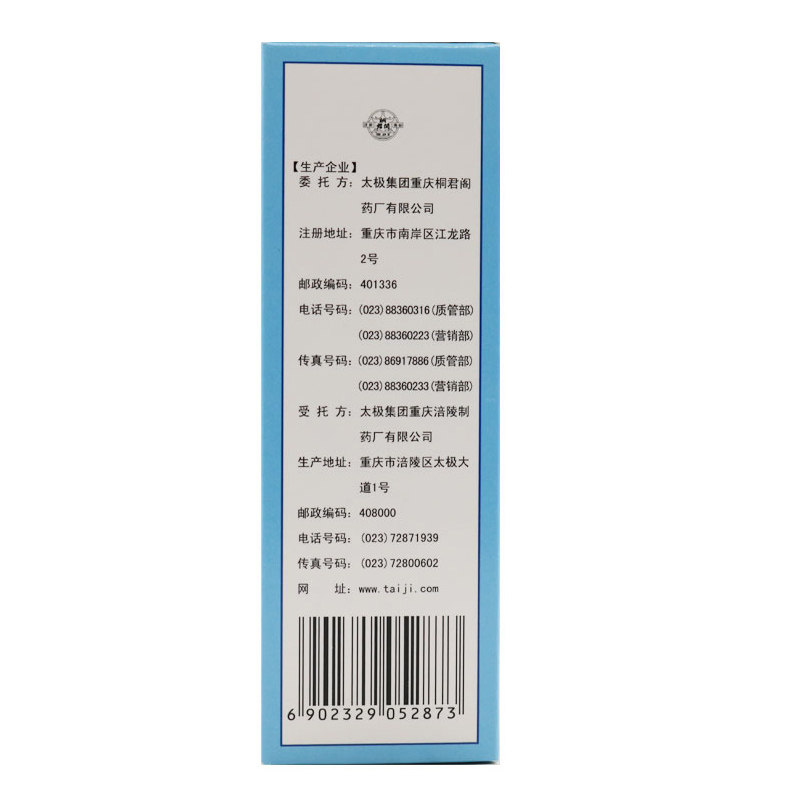 【生产企业】
委 托 方：太极集团重庆桐君阁
药厂有限公司
注册地址：重庆市南岸区江龙路
2号
邮政编码：401336
电话号码：(023)88360316(质管部)
(023)88360223(营销部)
传真号码：(023)86917886(质管部)
(023)88360233(营销部)
受 托 方：太极集团重庆涪陵制
药厂有限公司
生产地址：重庆市涪陵区太极大
道1号
邮政编码：408000
电话号码：(023)72871939
传真号码：(023)72800602
网 址：www.taiji.com
6 902329 052873